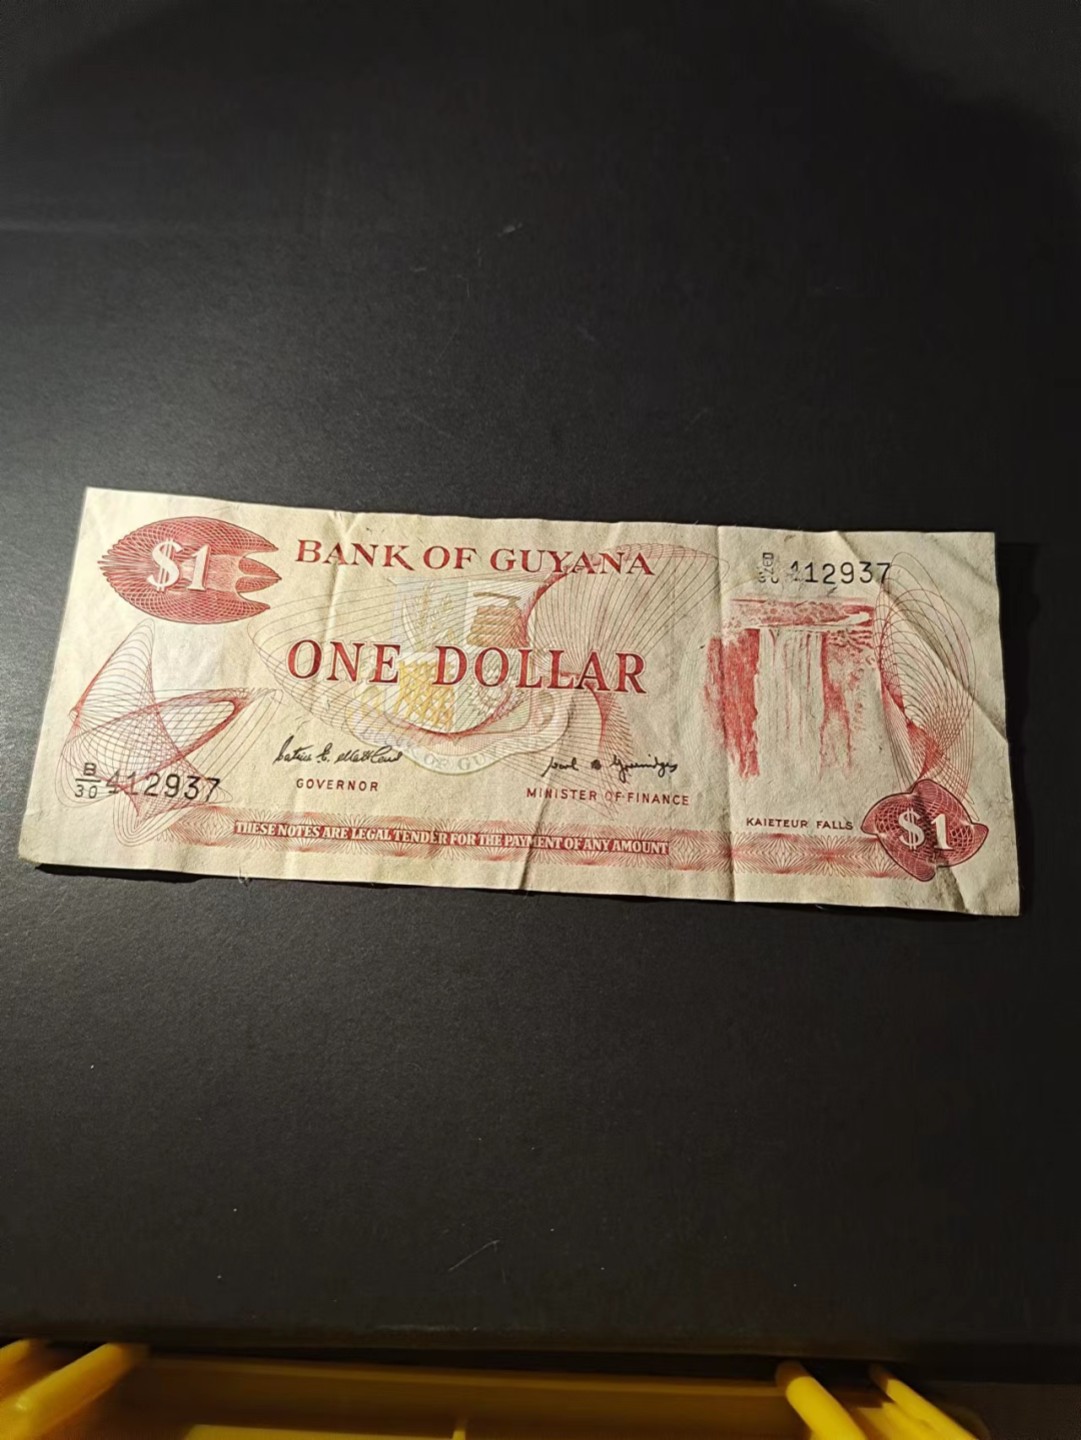 $1
BANK OF GUYANA
B/30 412937
ONE DOLLAR
GOVERNOR
MINISTER OF FINANCE
B/30 412937
KAIETEUR FALLS
$1
THESE NOTES ARE LEGAL TENDER FOR THE PAYMENT OF ANY AMOUNT